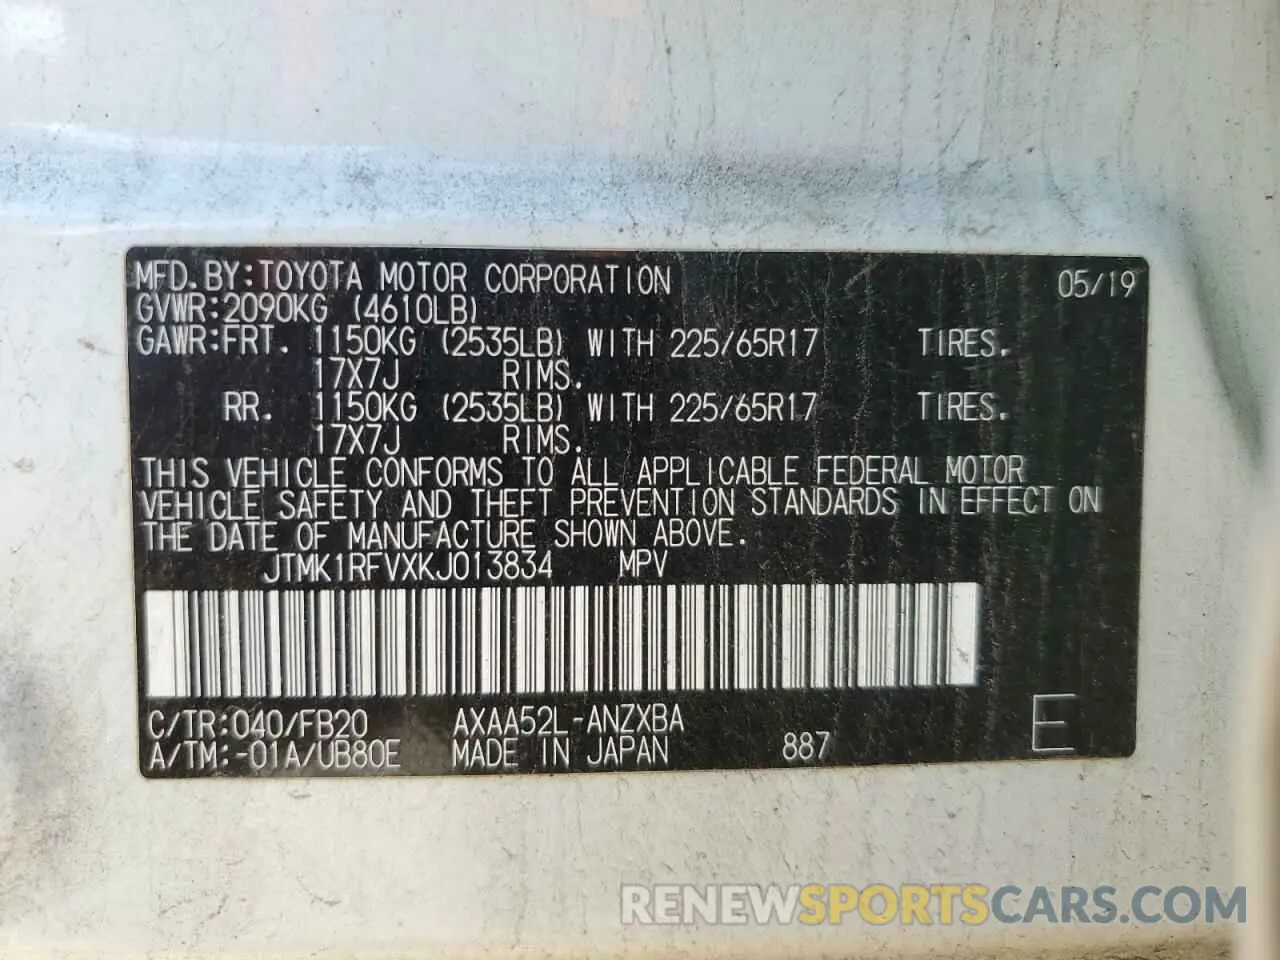 MFD.BY:TOYOTA MOTOR CORPORATION 05/19
GVWR:2090KG (4610LB)
GAWR:FRT. 1150KG (2535LB) WITH 225/65R17 TIRES.
17X7J RIMS.
RR. 1150KG (2535LB) WITH 225/65R17 TIRES.
17X7J RIMS.
THIS VEHICLE CONFORMS TO ALL APPLICABLE FEDERAL MOTOR
VEHICLE SAFETY AND THEFT PREVENTION STANDARDS IN EFFECT ON
THE DATE OF MANUFACTURE SHOWN ABOVE.
JTMK1RFVXKJ013834 MPV
C/TR:040/FB20 AXAA52L-ANZXBA
A/TM:-01A/UB80E MADE IN JAPAN 887 E
RENEWSPORTSCARS.COM